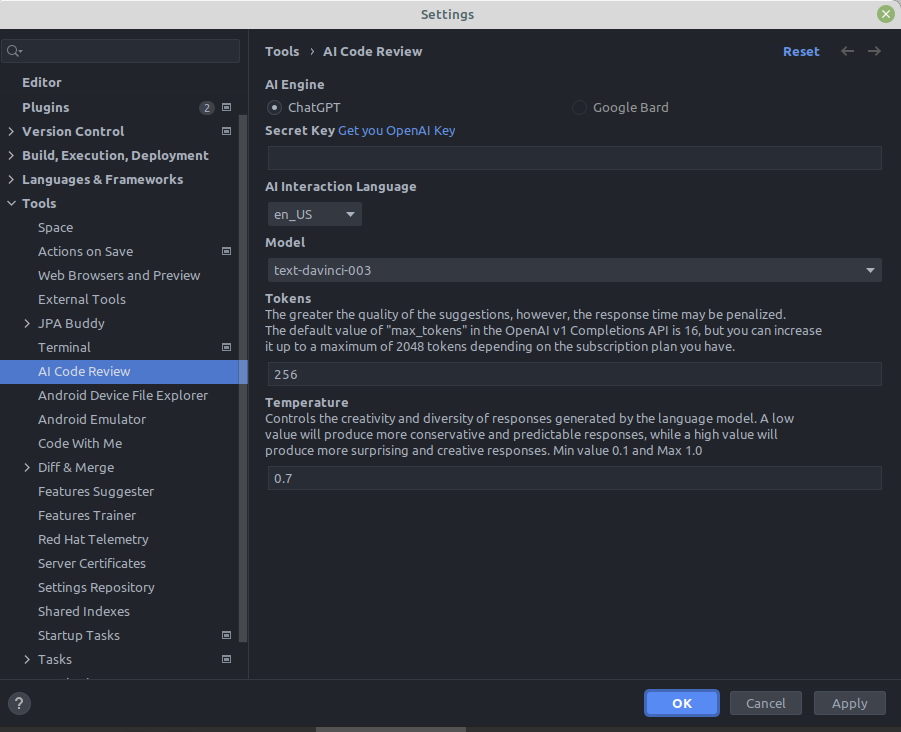 Settings
Editor
Plugins 2
Version Control
Build, Execution, Deployment
Languages & Frameworks
Tools
Space
Actions on Save
Web Browsers and Preview
External Tools
JPA Buddy
Terminal
AI Code Review
Android Device File Explorer
Android Emulator
Code With Me
Diff & Merge
Features Suggester
Features Trainer
Red Hat Telemetry
Server Certificates
Settings Repository
Shared Indexes
Startup Tasks
Tasks
Tools › AI Code Review
Reset
AI Engine
ChatGPT
Google Bard
Secret Key Get you OpenAI Key
AI Interaction Language
en_US
Model
text-davinci-003
Tokens
The greater the quality of the suggestions, however, the response time may be penalized.
The default value of "max_tokens" in the OpenAI v1 Completions API is 16, but you can increase
it up to a maximum of 2048 tokens depending on the subscription plan you have.
256
Temperature
Controls the creativity and diversity of responses generated by the language model. A low
value will produce more conservative and predictable responses, while a high value will
produce more surprising and creative responses. Min value 0.1 and Max 1.0
0.7
?
OK
Cancel
Apply